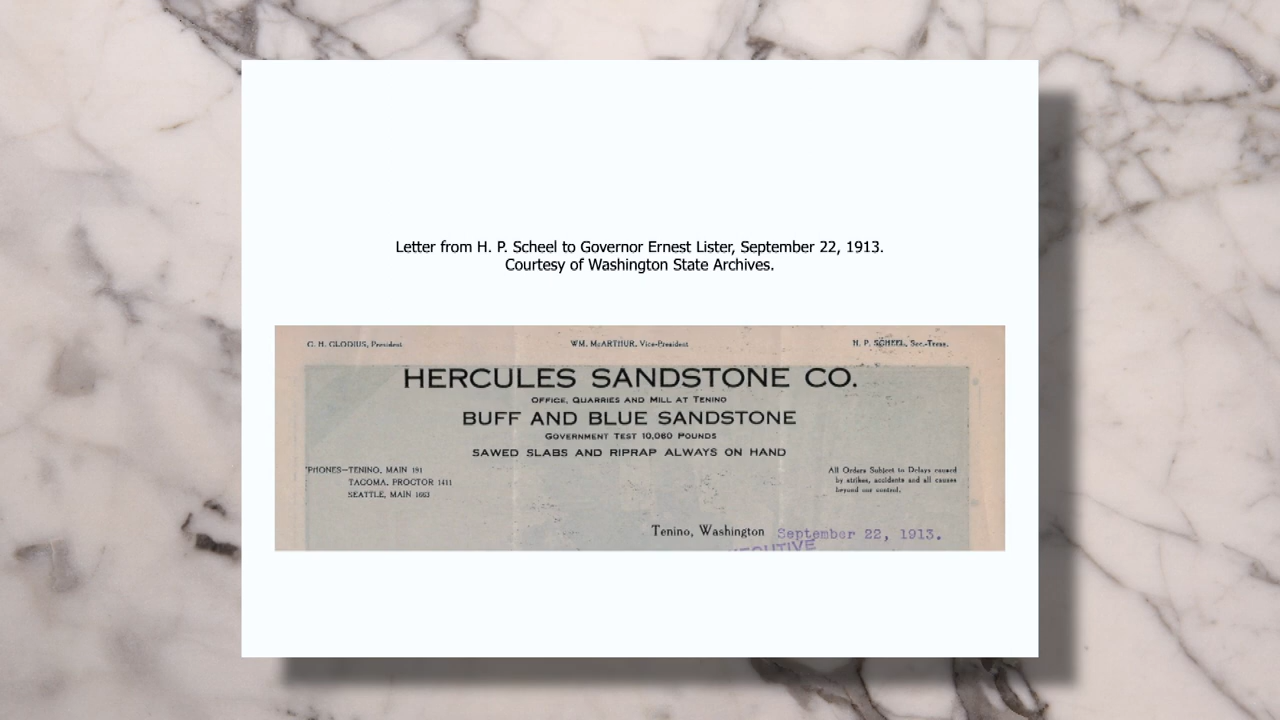 Letter from H. P. Scheel to Governor Ernest Lister, September 22, 1913.
Courtesy of Washington State Archives.
G. H. GLODIUS, President
WM. McARTHUR, Vice-President
H. P. SCHEEL, Sec.-Treas.
HERCULES SANDSTONE CO.
OFFICE, QUARRIES AND MILL AT TENINO
BUFF AND BLUE SANDSTONE
GOVERNMENT TEST 10,060 POUNDS
SAWED SLABS AND RIPRAP ALWAYS ON HAND
'PHONES—TENINO, MAIN 191
TACOMA, PROCTOR 1411
SEATTLE, MAIN 1663
All Orders Subject to Delays caused
by strikes, accidents and all causes
beyond our control.
Tenino, Washington September 22, 1913.